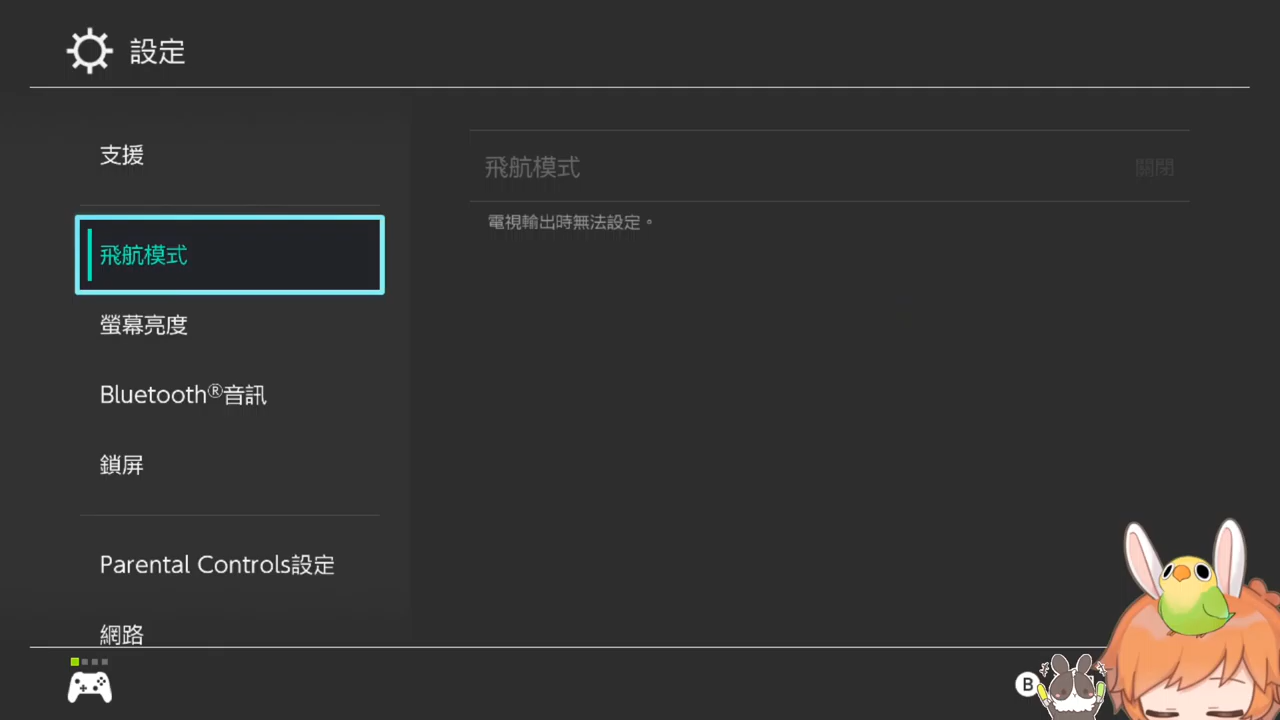 設定
支援
飛航模式
螢幕亮度
Bluetooth®音訊
鎖屏
Parental Controls設定
網路
飛航模式 關閉
電視輸出時無法設定。
B